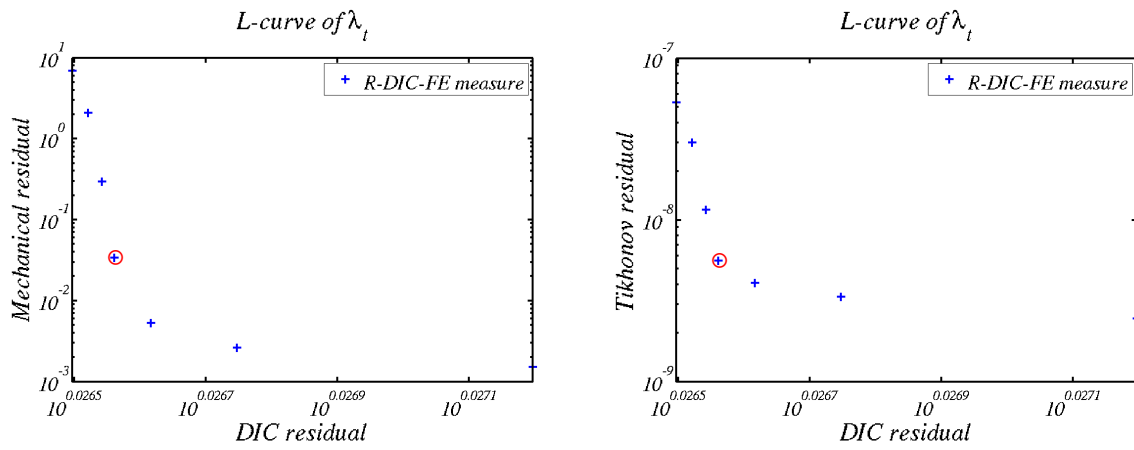 L-curve of λ_t
R-DIC-FE measure
Mechanical residual
10^1
10^0
10^-1
10^-2
10^-3
10^0.0265
10^0.0267
10^0.0269
10^0.0271
DIC residual
L-curve of λ_t
R-DIC-FE measure
Tikhonov residual
10^-7
10^-8
10^-9
10^0.0265
10^0.0267
10^0.0269
10^0.0271
DIC residual